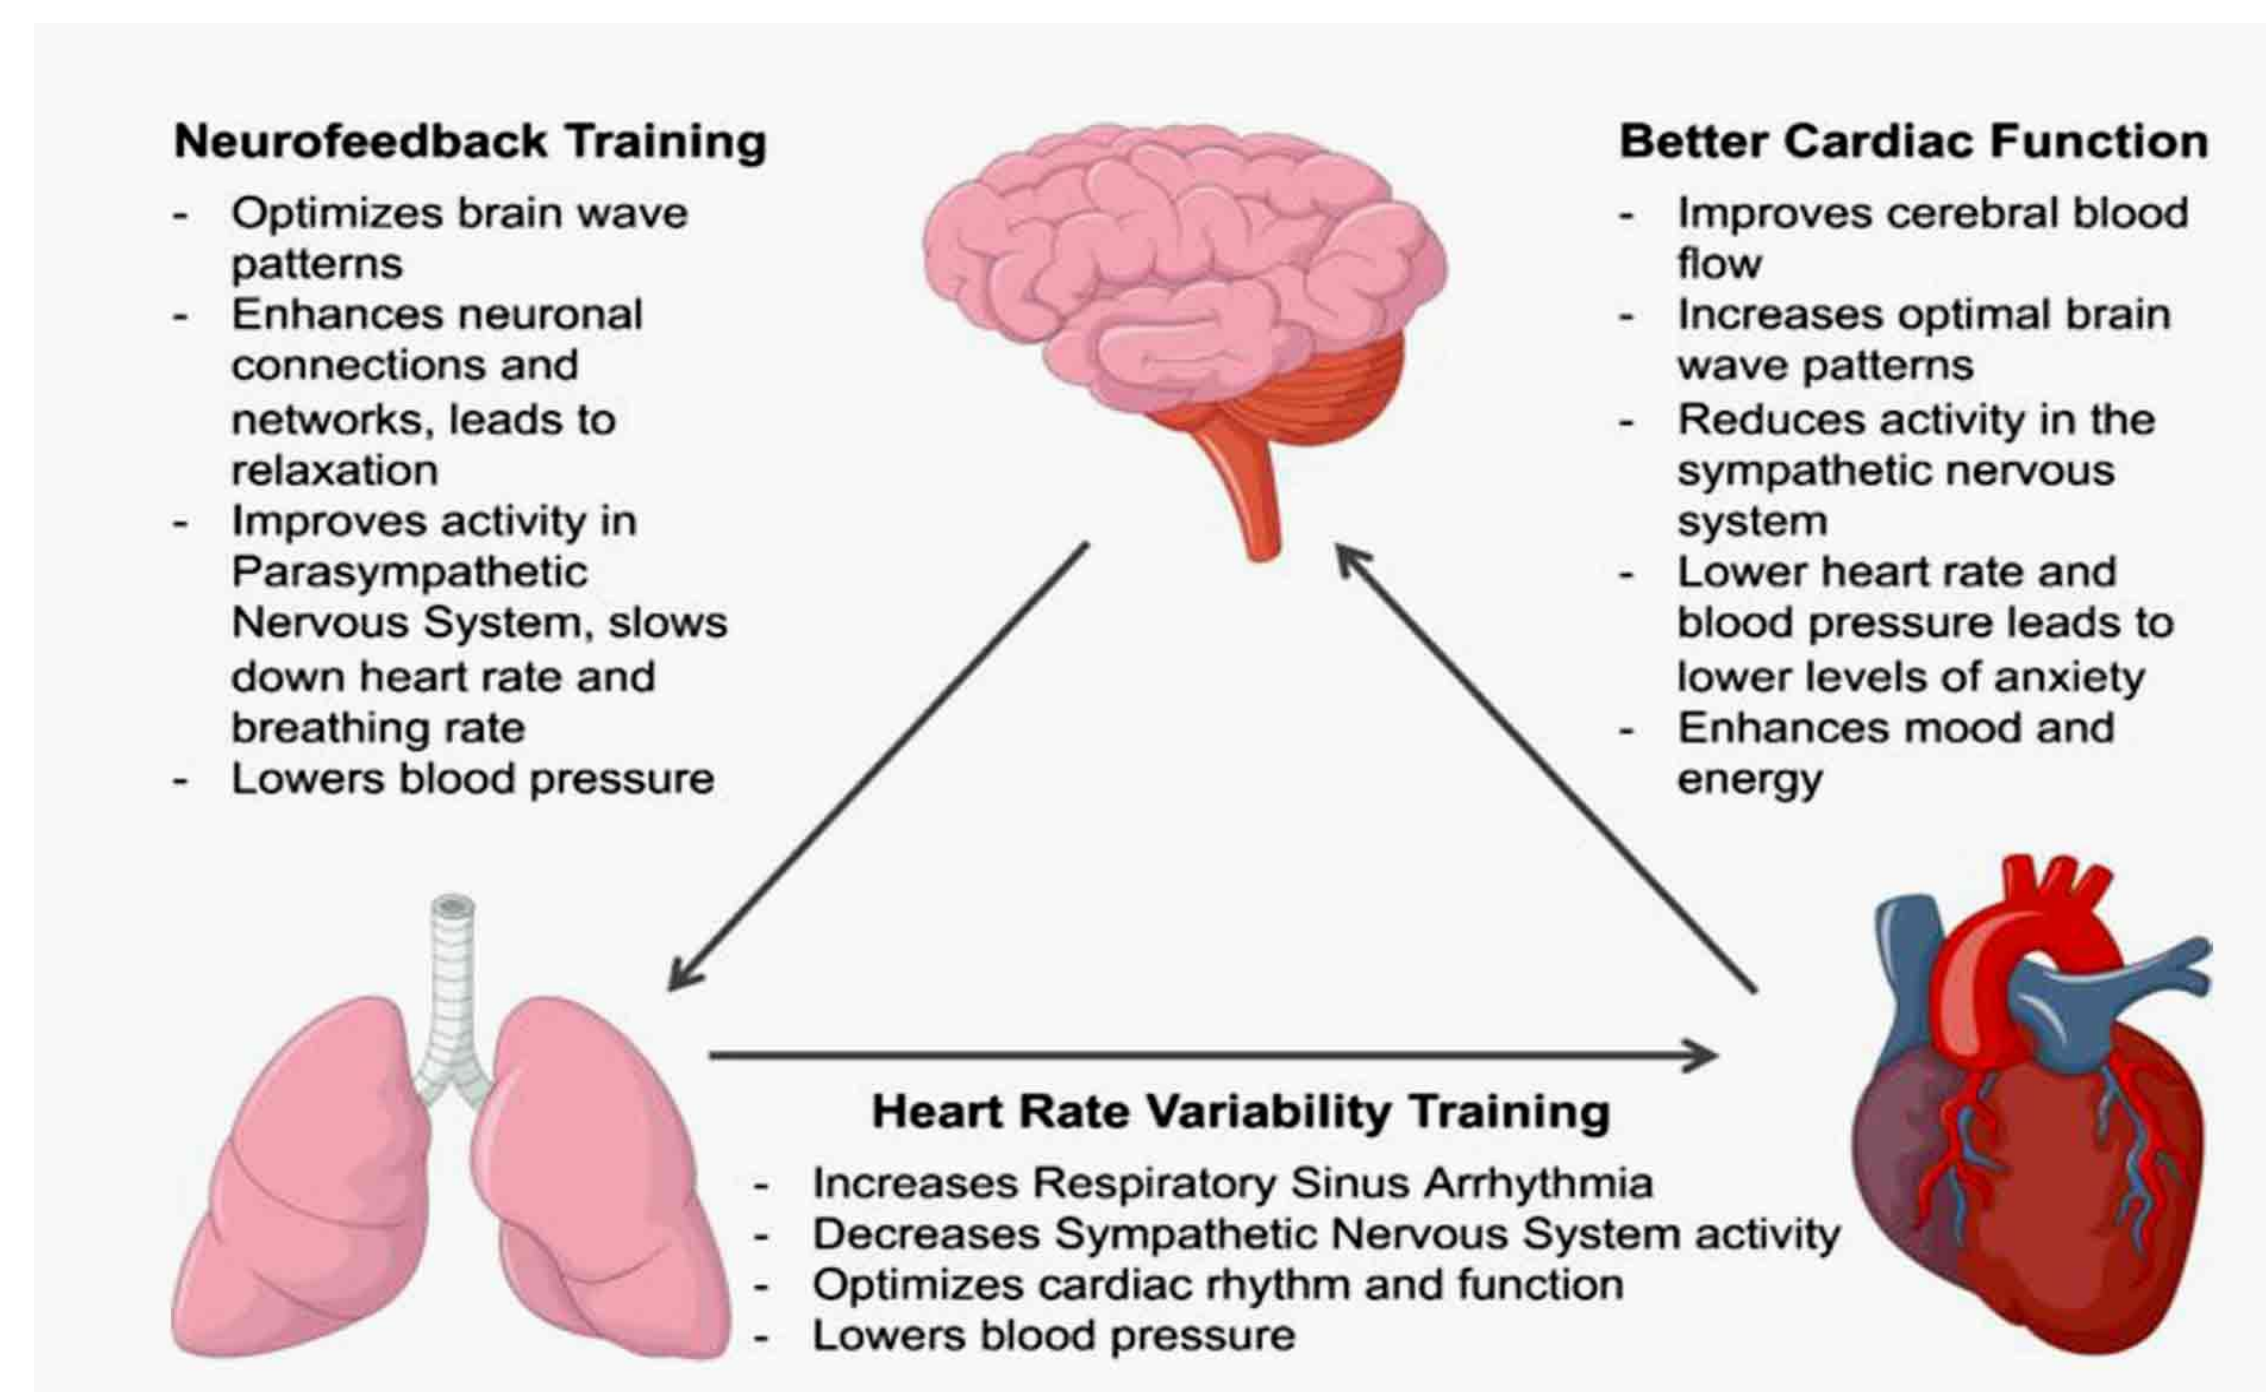 Neurofeedback Training
- Optimizes brain wave
patterns
- Enhances neuronal
connections and
networks, leads to
relaxation
- Improves activity in
Parasympathetic
Nervous System, slows
down heart rate and
breathing rate
- Lowers blood pressure
Better Cardiac Function
- Improves cerebral blood
flow
- Increases optimal brain
wave patterns
- Reduces activity in the
sympathetic nervous
system
- Lower heart rate and
blood pressure leads to
lower levels of anxiety
- Enhances mood and
energy
Heart Rate Variability Training
- Increases Respiratory Sinus Arrhythmia
- Decreases Sympathetic Nervous System activity
- Optimizes cardiac rhythm and function
- Lowers blood pressure